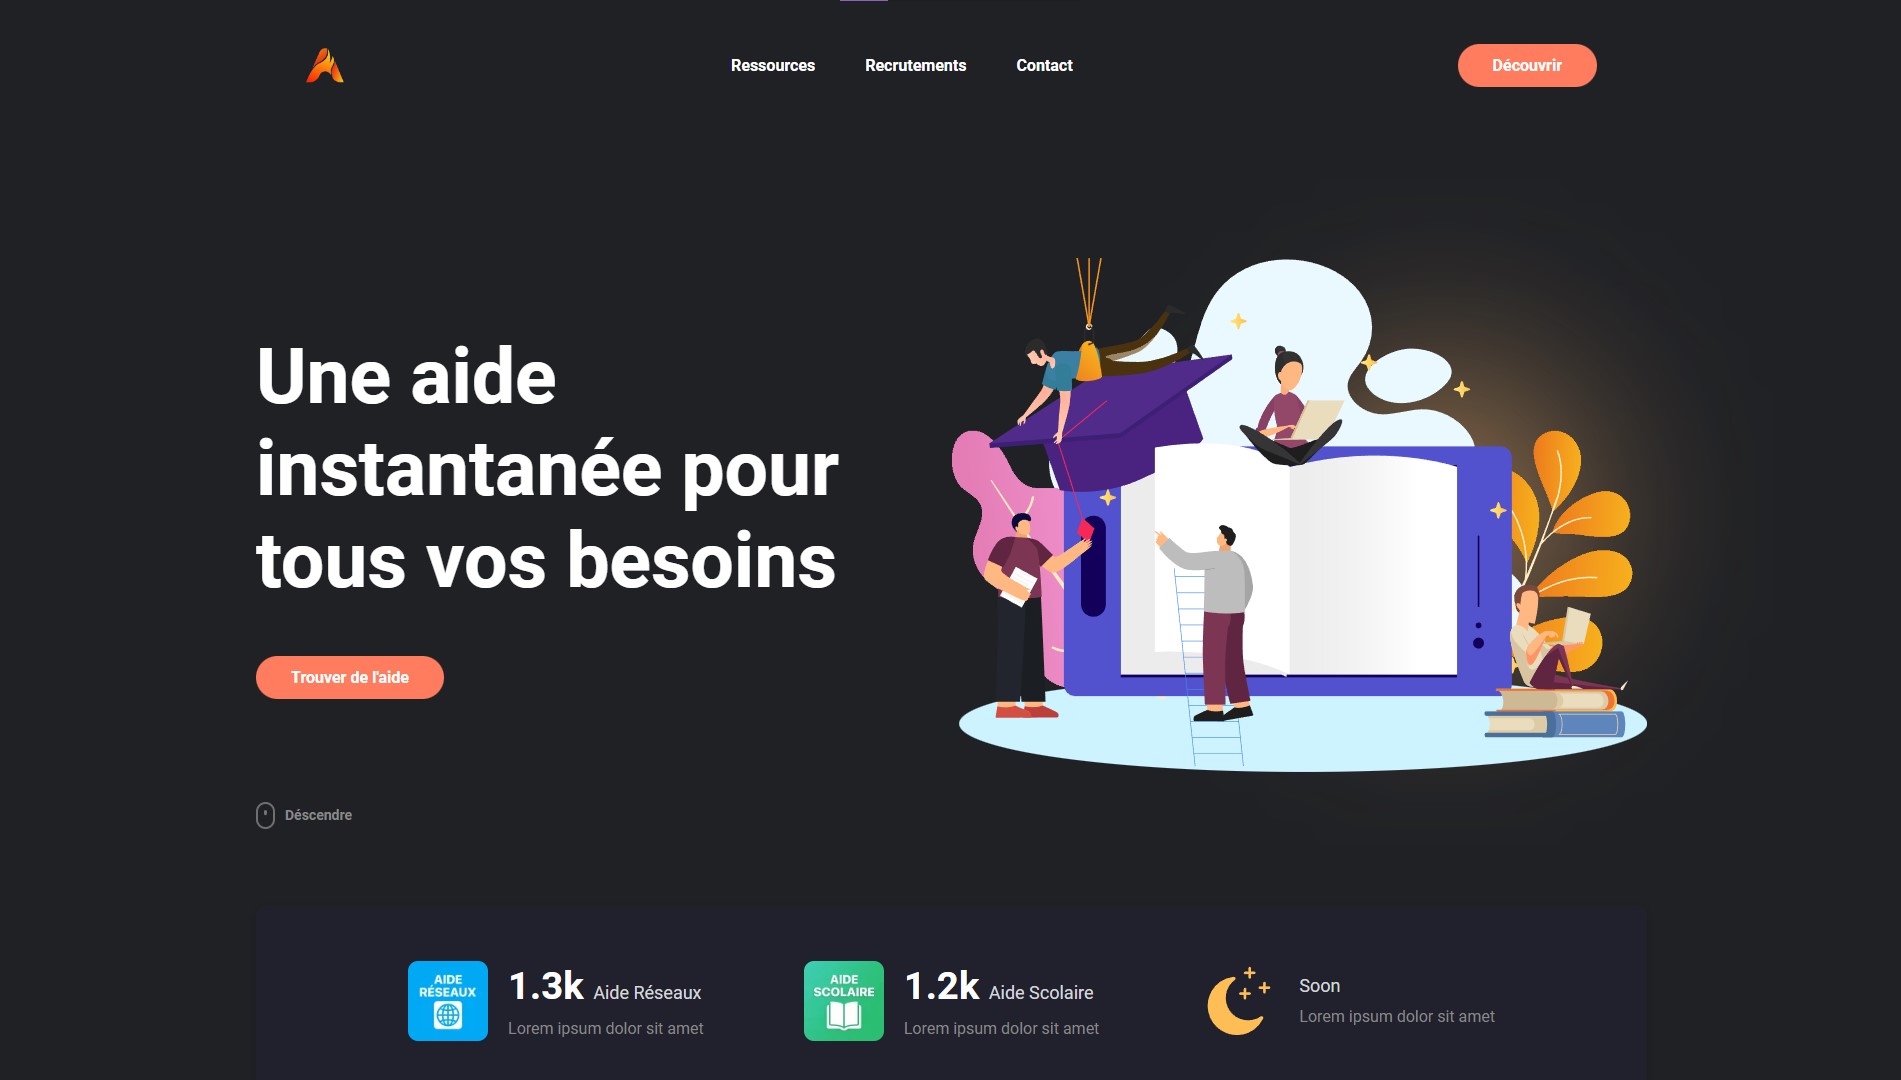 Ressources
Recrutements
Contact
Découvrir
Une aide
instantanée pour
tous vos besoins
Trouver de l'aide
Déscendre
AIDE
RÉSEAUX
1.3k Aide Réseaux
Lorem ipsum dolor sit amet
AIDE
SCOLAIRE
1.2k Aide Scolaire
Lorem ipsum dolor sit amet
Soon
Lorem ipsum dolor sit amet